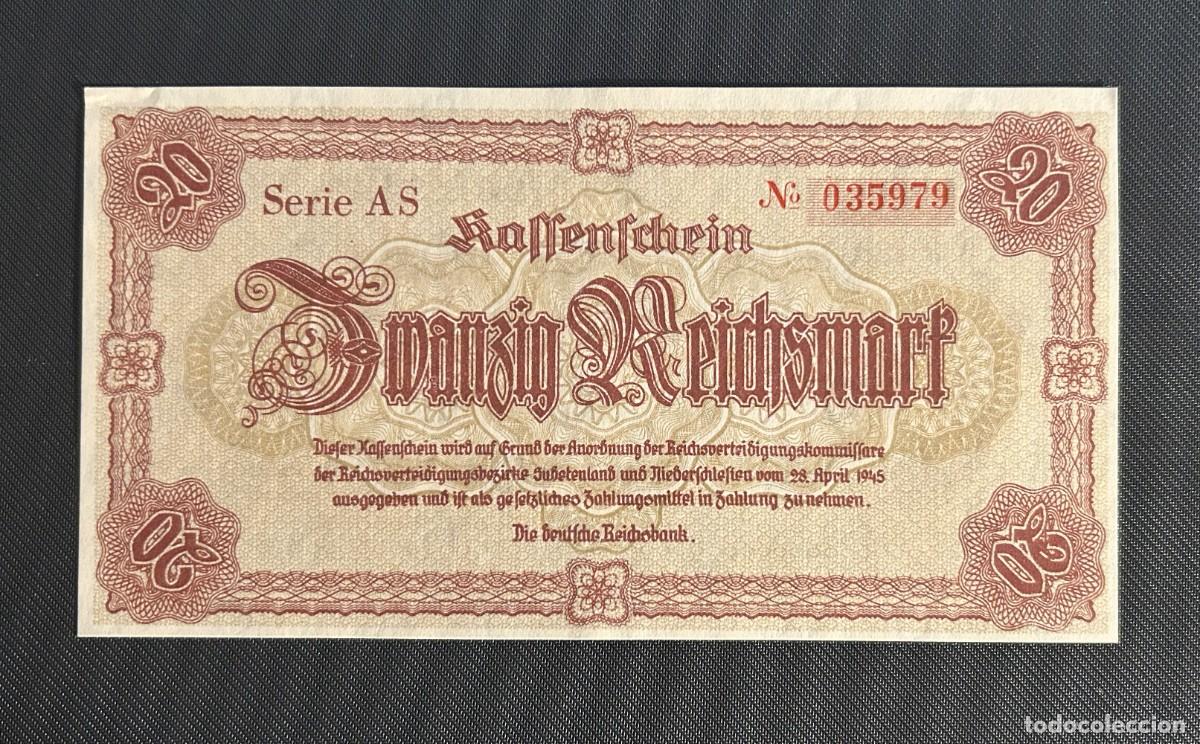 20 20
Serie AS № 035979
Kassenschein
Zwanzig Reichsmark
Dieser Kassenschein wird auf Grund der Anordnung der Reichsverteidigungskommissare
der Reichsverteidigungsbezirke Sudetenland und Niederschlesien vom 28. April 1945
ausgegeben und ist als gesetzliches Zahlungsmittel in Zahlung zu nehmen.
Die deutsche Reichsbank.
20 20
todocoleccion